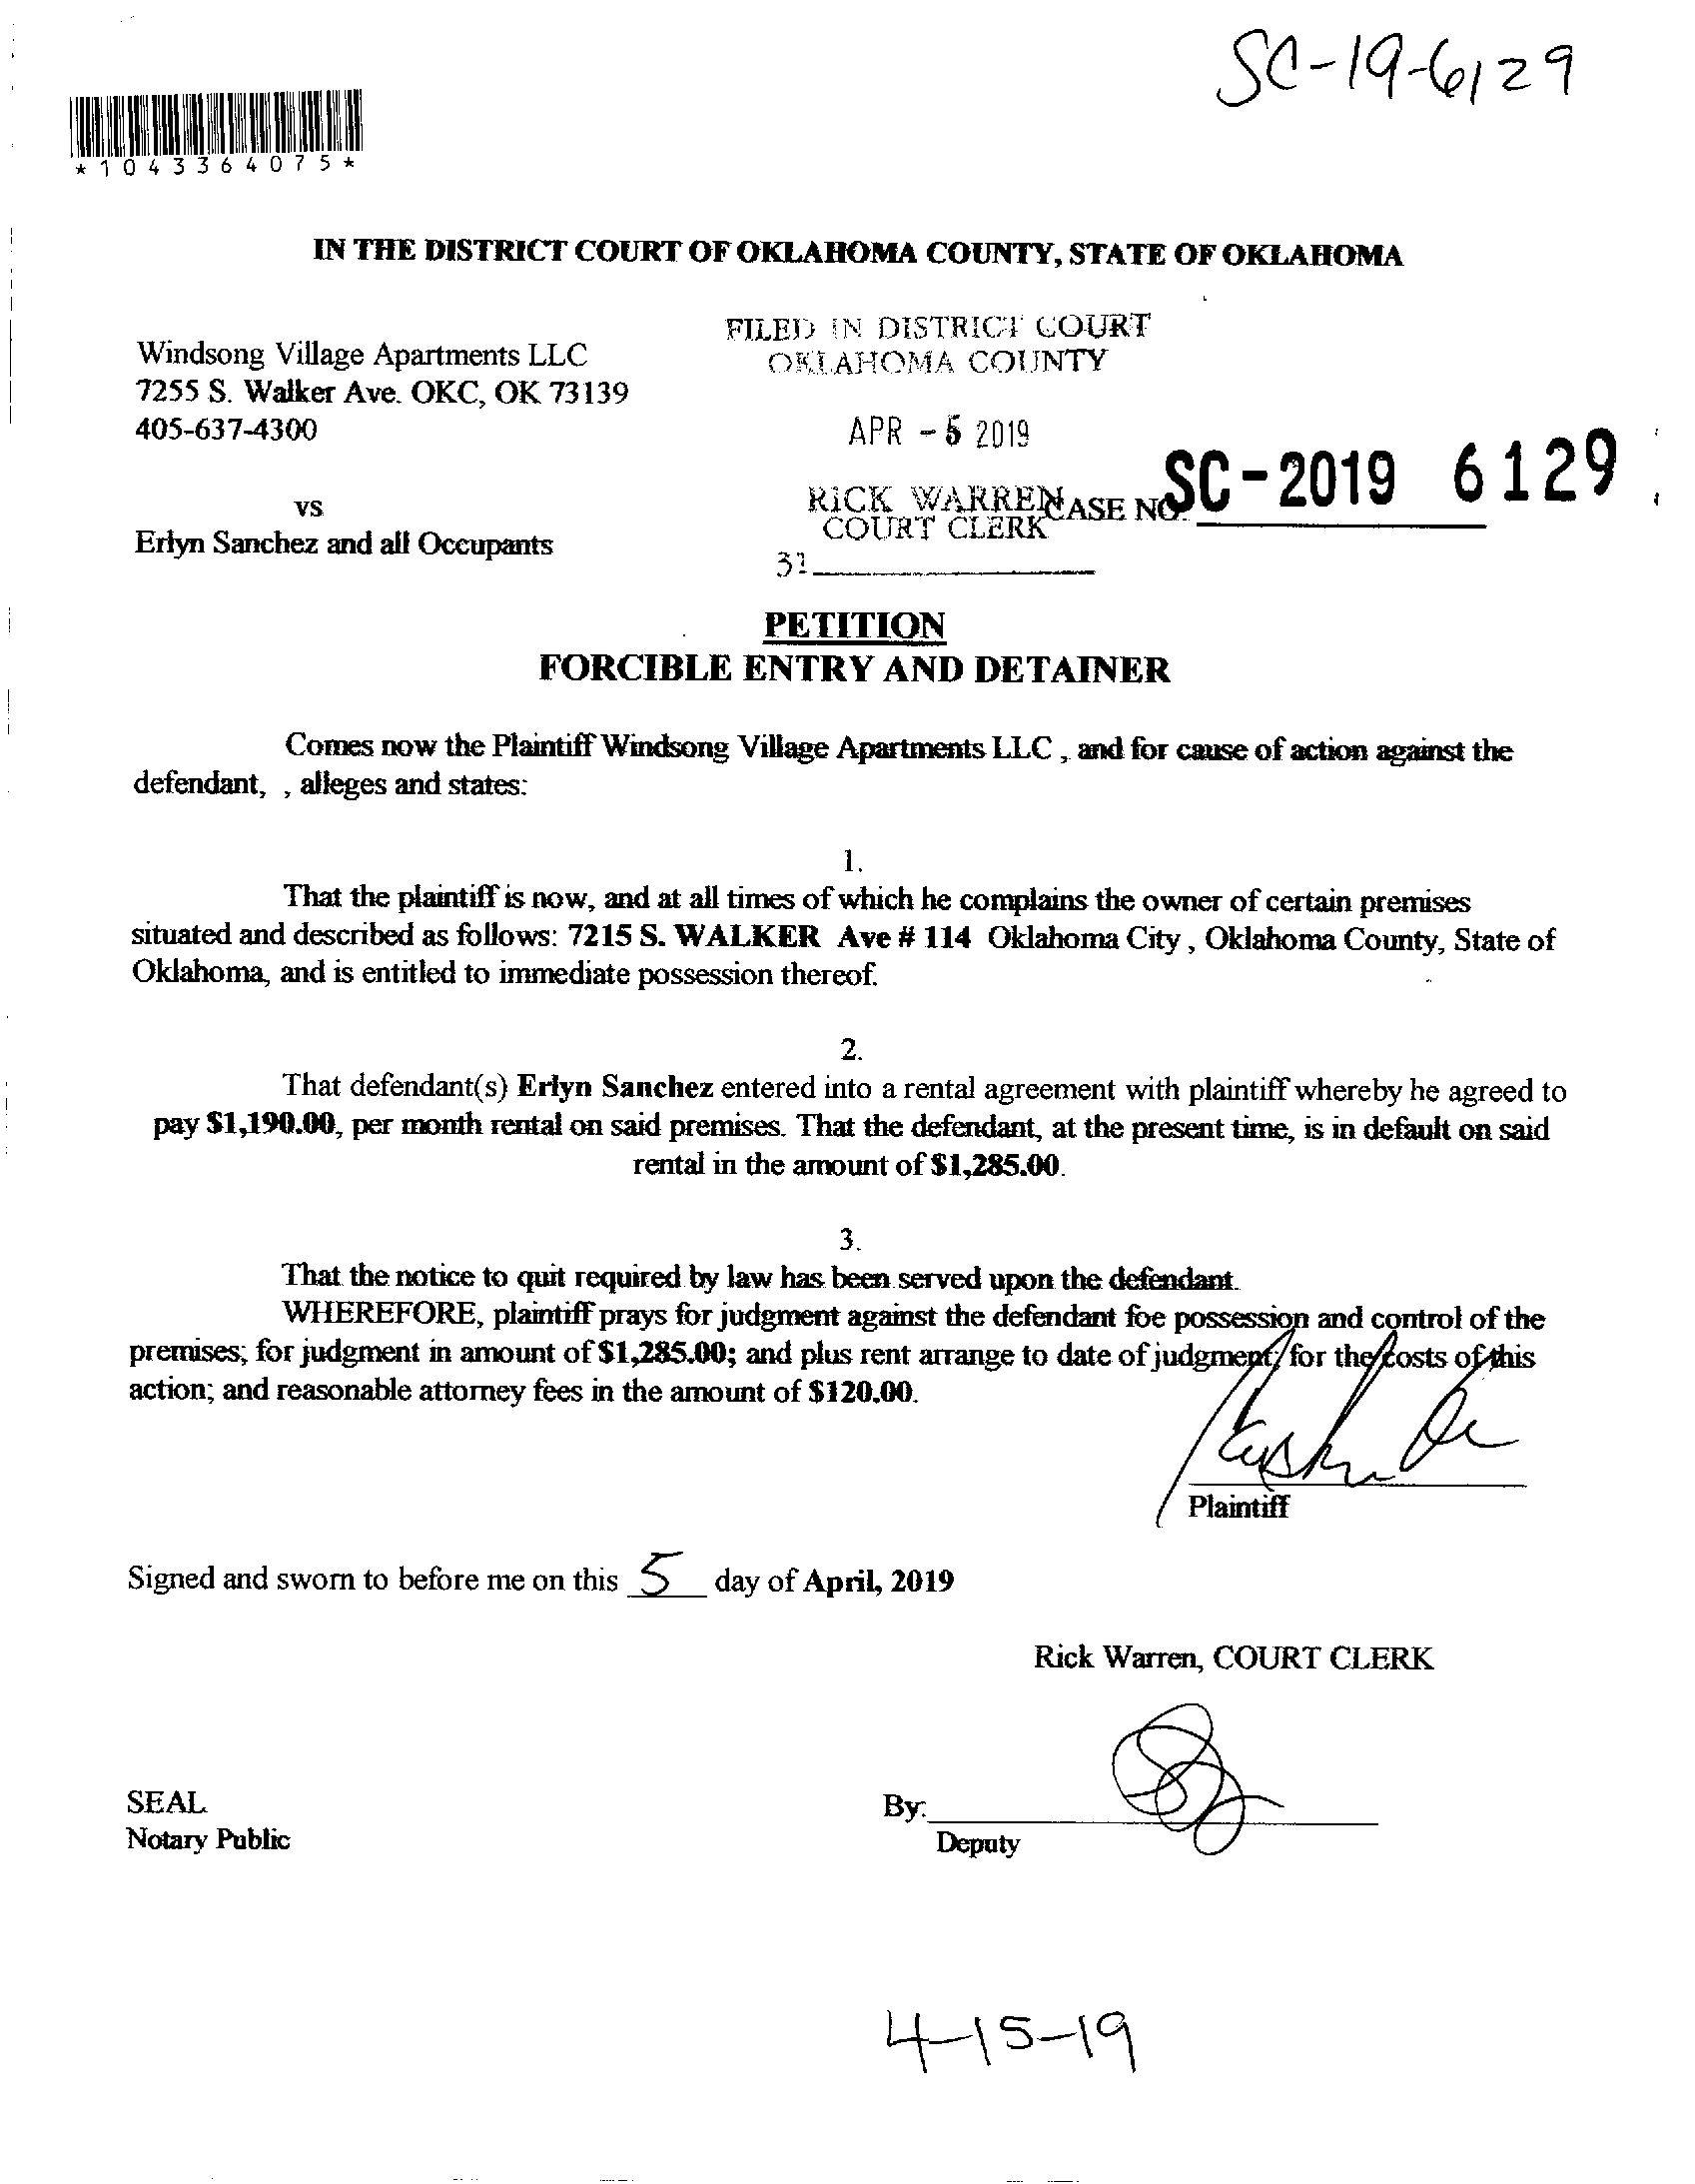 SC-19-6129
*1043364075*
IN THE DISTRICT COURT OF OKLAHOMA COUNTY, STATE OF OKLAHOMA
FILED IN DISTRICT COURT
OKLAHOMA COUNTY
Windsong Village Apartments LLC
7255 S. Walker Ave. OKC, OK 73139
405-637-4300
APR - 5 2019
RICK WARREN
COURT CLERK
31
CASE NO. SC-2019 6129
vs
Erlyn Sanchez and all Occupants
PETITION
FORCIBLE ENTRY AND DETAINER
Comes now the Plaintiff Windsong Village Apartments LLC , and for cause of action against the
defendant, , alleges and states:
1.
That the plaintiff is now, and at all times of which he complains the owner of certain premises
situated and described as follows: 7215 S. WALKER Ave # 114 Oklahoma City , Oklahoma County, State of
Oklahoma, and is entitled to immediate possession thereof.
2.
That defendant(s) Erlyn Sanchez entered into a rental agreement with plaintiff whereby he agreed to
pay $1,190.00, per month rental on said premises. That the defendant, at the present time, is in default on said
rental in the amount of $1,285.00.
3.
That the notice to quit required by law has been served upon the defendant.
WHEREFORE, plaintiff prays for judgment against the defendant foe possession and control of the
premises; for judgment in amount of $1,285.00; and plus rent arrange to date of judgment; for the costs of this
action; and reasonable attorney fees in the amount of $120.00.
Plaintiff
Signed and sworn to before me on this 5 day of April, 2019
Rick Warren, COURT CLERK
SEAL
Notary Public
By:
Deputy
4-15-19